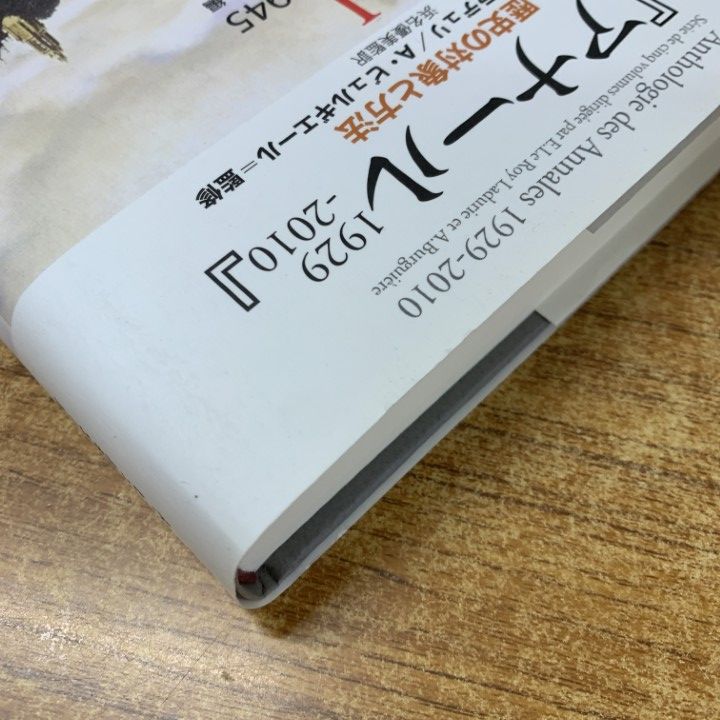 『アナール 1929-2010』
歴史の対象と方法
ラデュリ/A・ビュルギエール=監修
浜名優美監訳
I
945
編
Anthologie des Annales 1929-2010
Série de cinq volumes dirigée par E.Le Roy Ladurie et A.Burguière